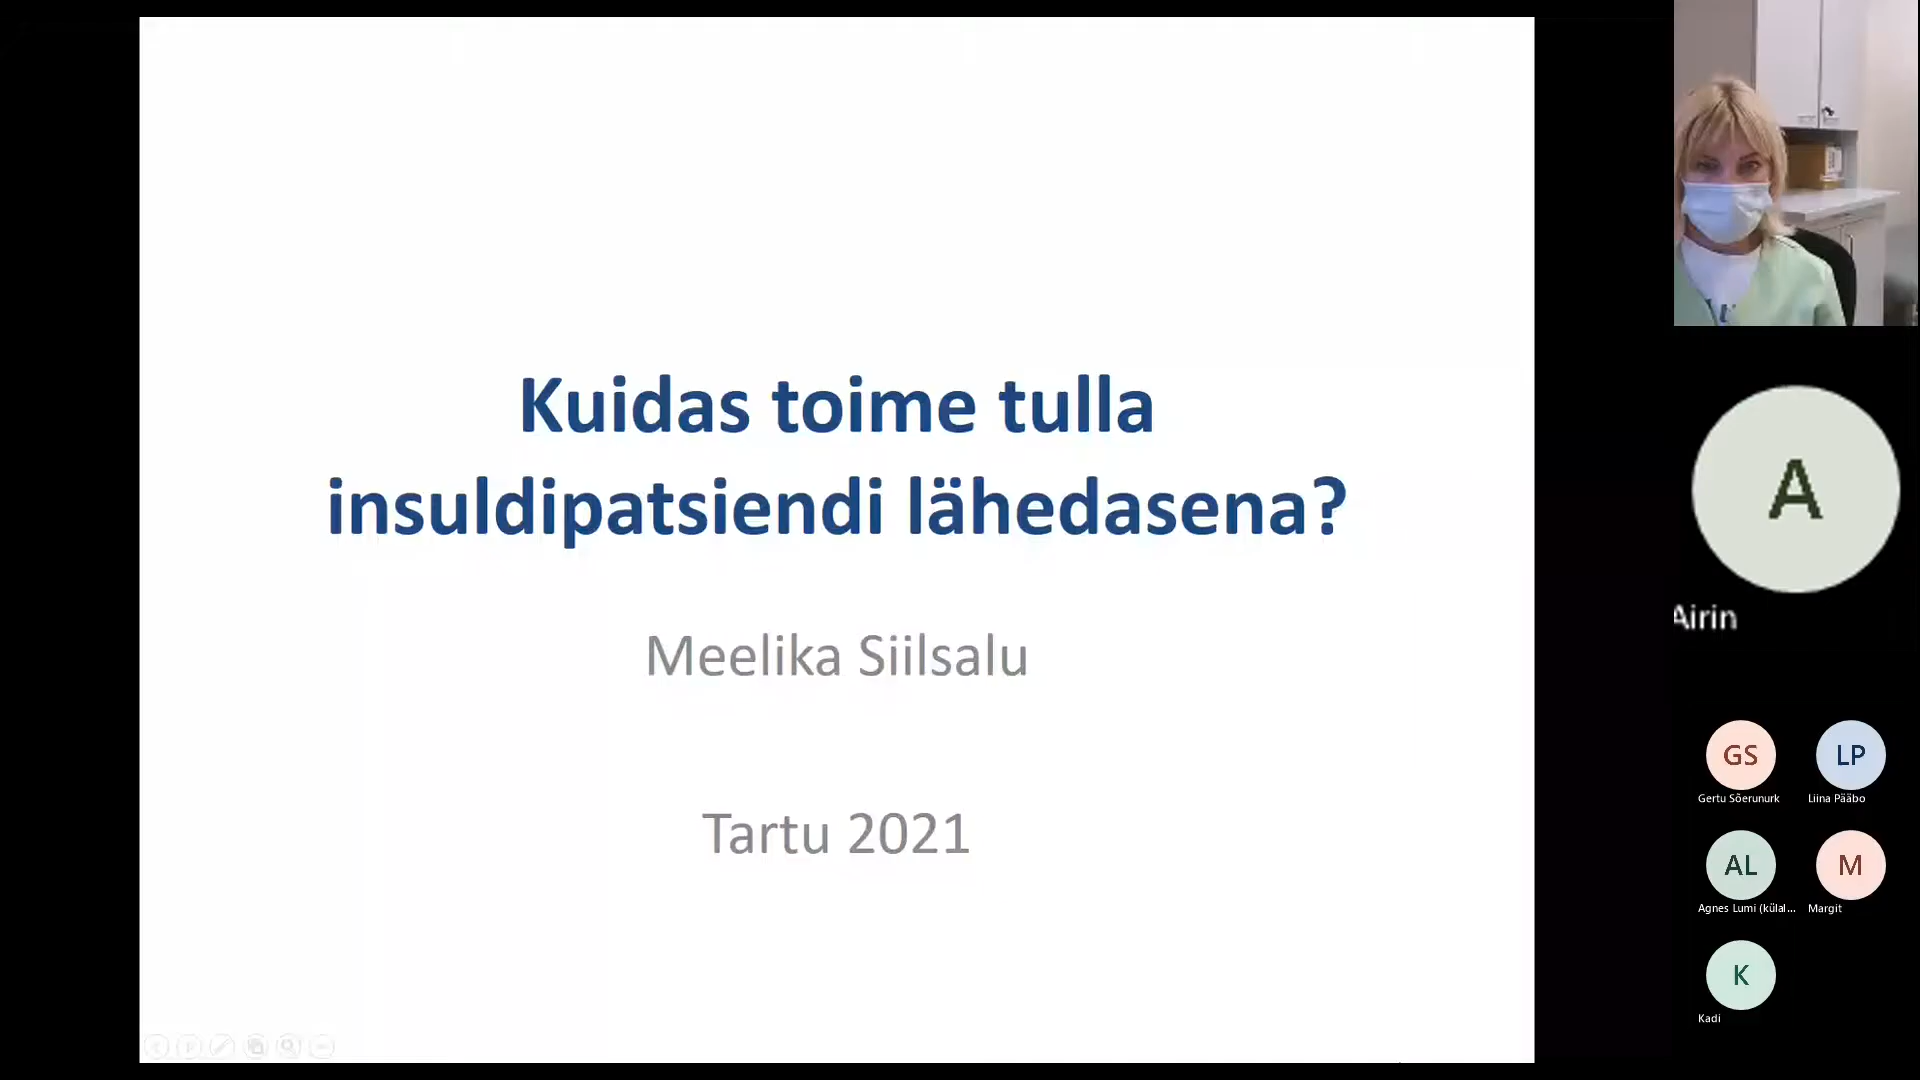 Kuidas toime tulla
insuldipatsiendi lähedasena?
Meelika Siilsalu
Tartu 2021
A
Airin
GS
LP
Gertu Sõerunurk
Liina Pääbo
AL
M
Agnes Lumi (külal...
Margit
K
Kadi